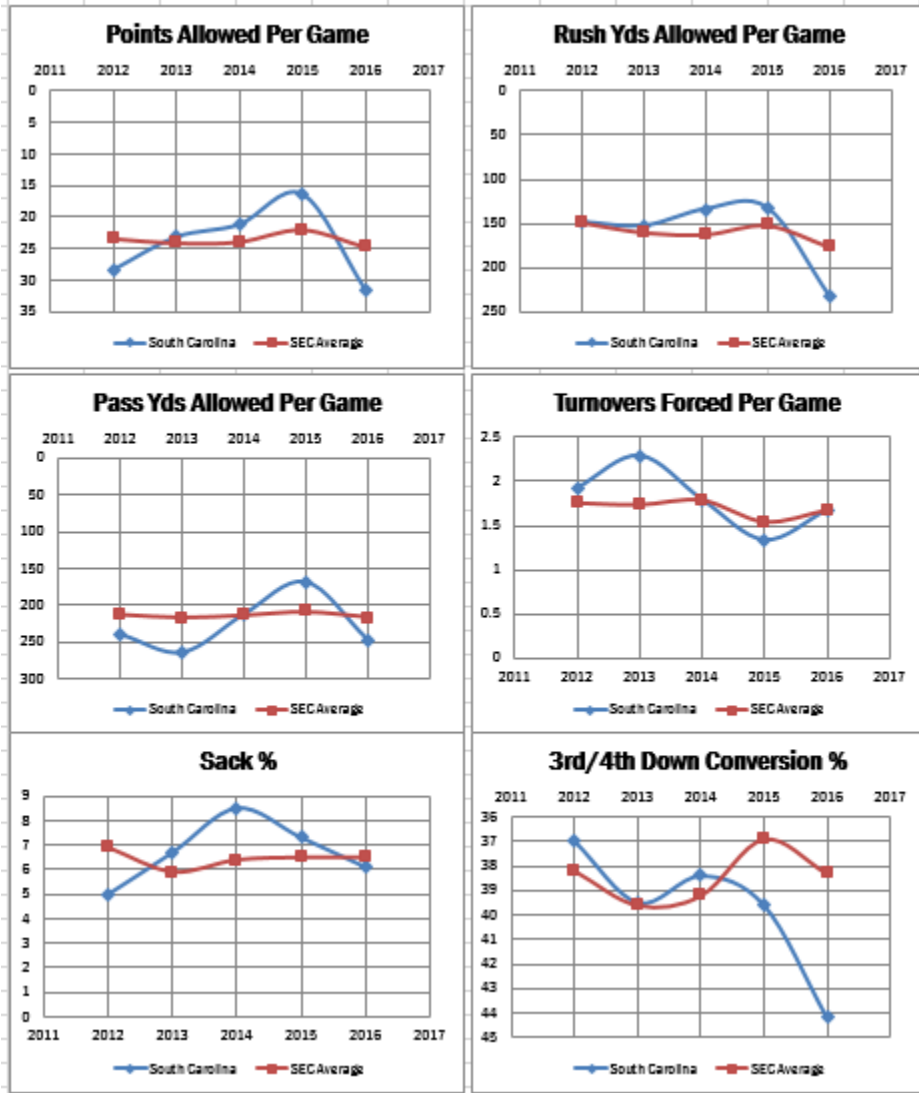 Points Allowed Per Game
2011 2012 2013 2014 2015 2016 2017
0
5
10
15
20
25
30
35
South Carolina SEC Average
Rush Yds Allowed Per Game
2011 2012 2013 2014 2015 2016 2017
0
50
100
150
200
250
South Carolina SEC Average
Pass Yds Allowed Per Game
2011 2012 2013 2014 2015 2016 2017
0
50
100
150
200
250
300
South Carolina SEC Average
Turnovers Forced Per Game
2.5
2
1.5
1
0.5
0
2011 2012 2013 2014 2015 2016 2017
South Carolina SEC Average
Sack %
9
8
7
6
5
4
3
2
1
0
2011 2012 2013 2014 2015 2016 2017
South Carolina SEC Average
3rd/4th Down Conversion %
2011 2012 2013 2014 2015 2016 2017
36
37
38
39
40
41
42
43
44
45
South Carolina SEC Average